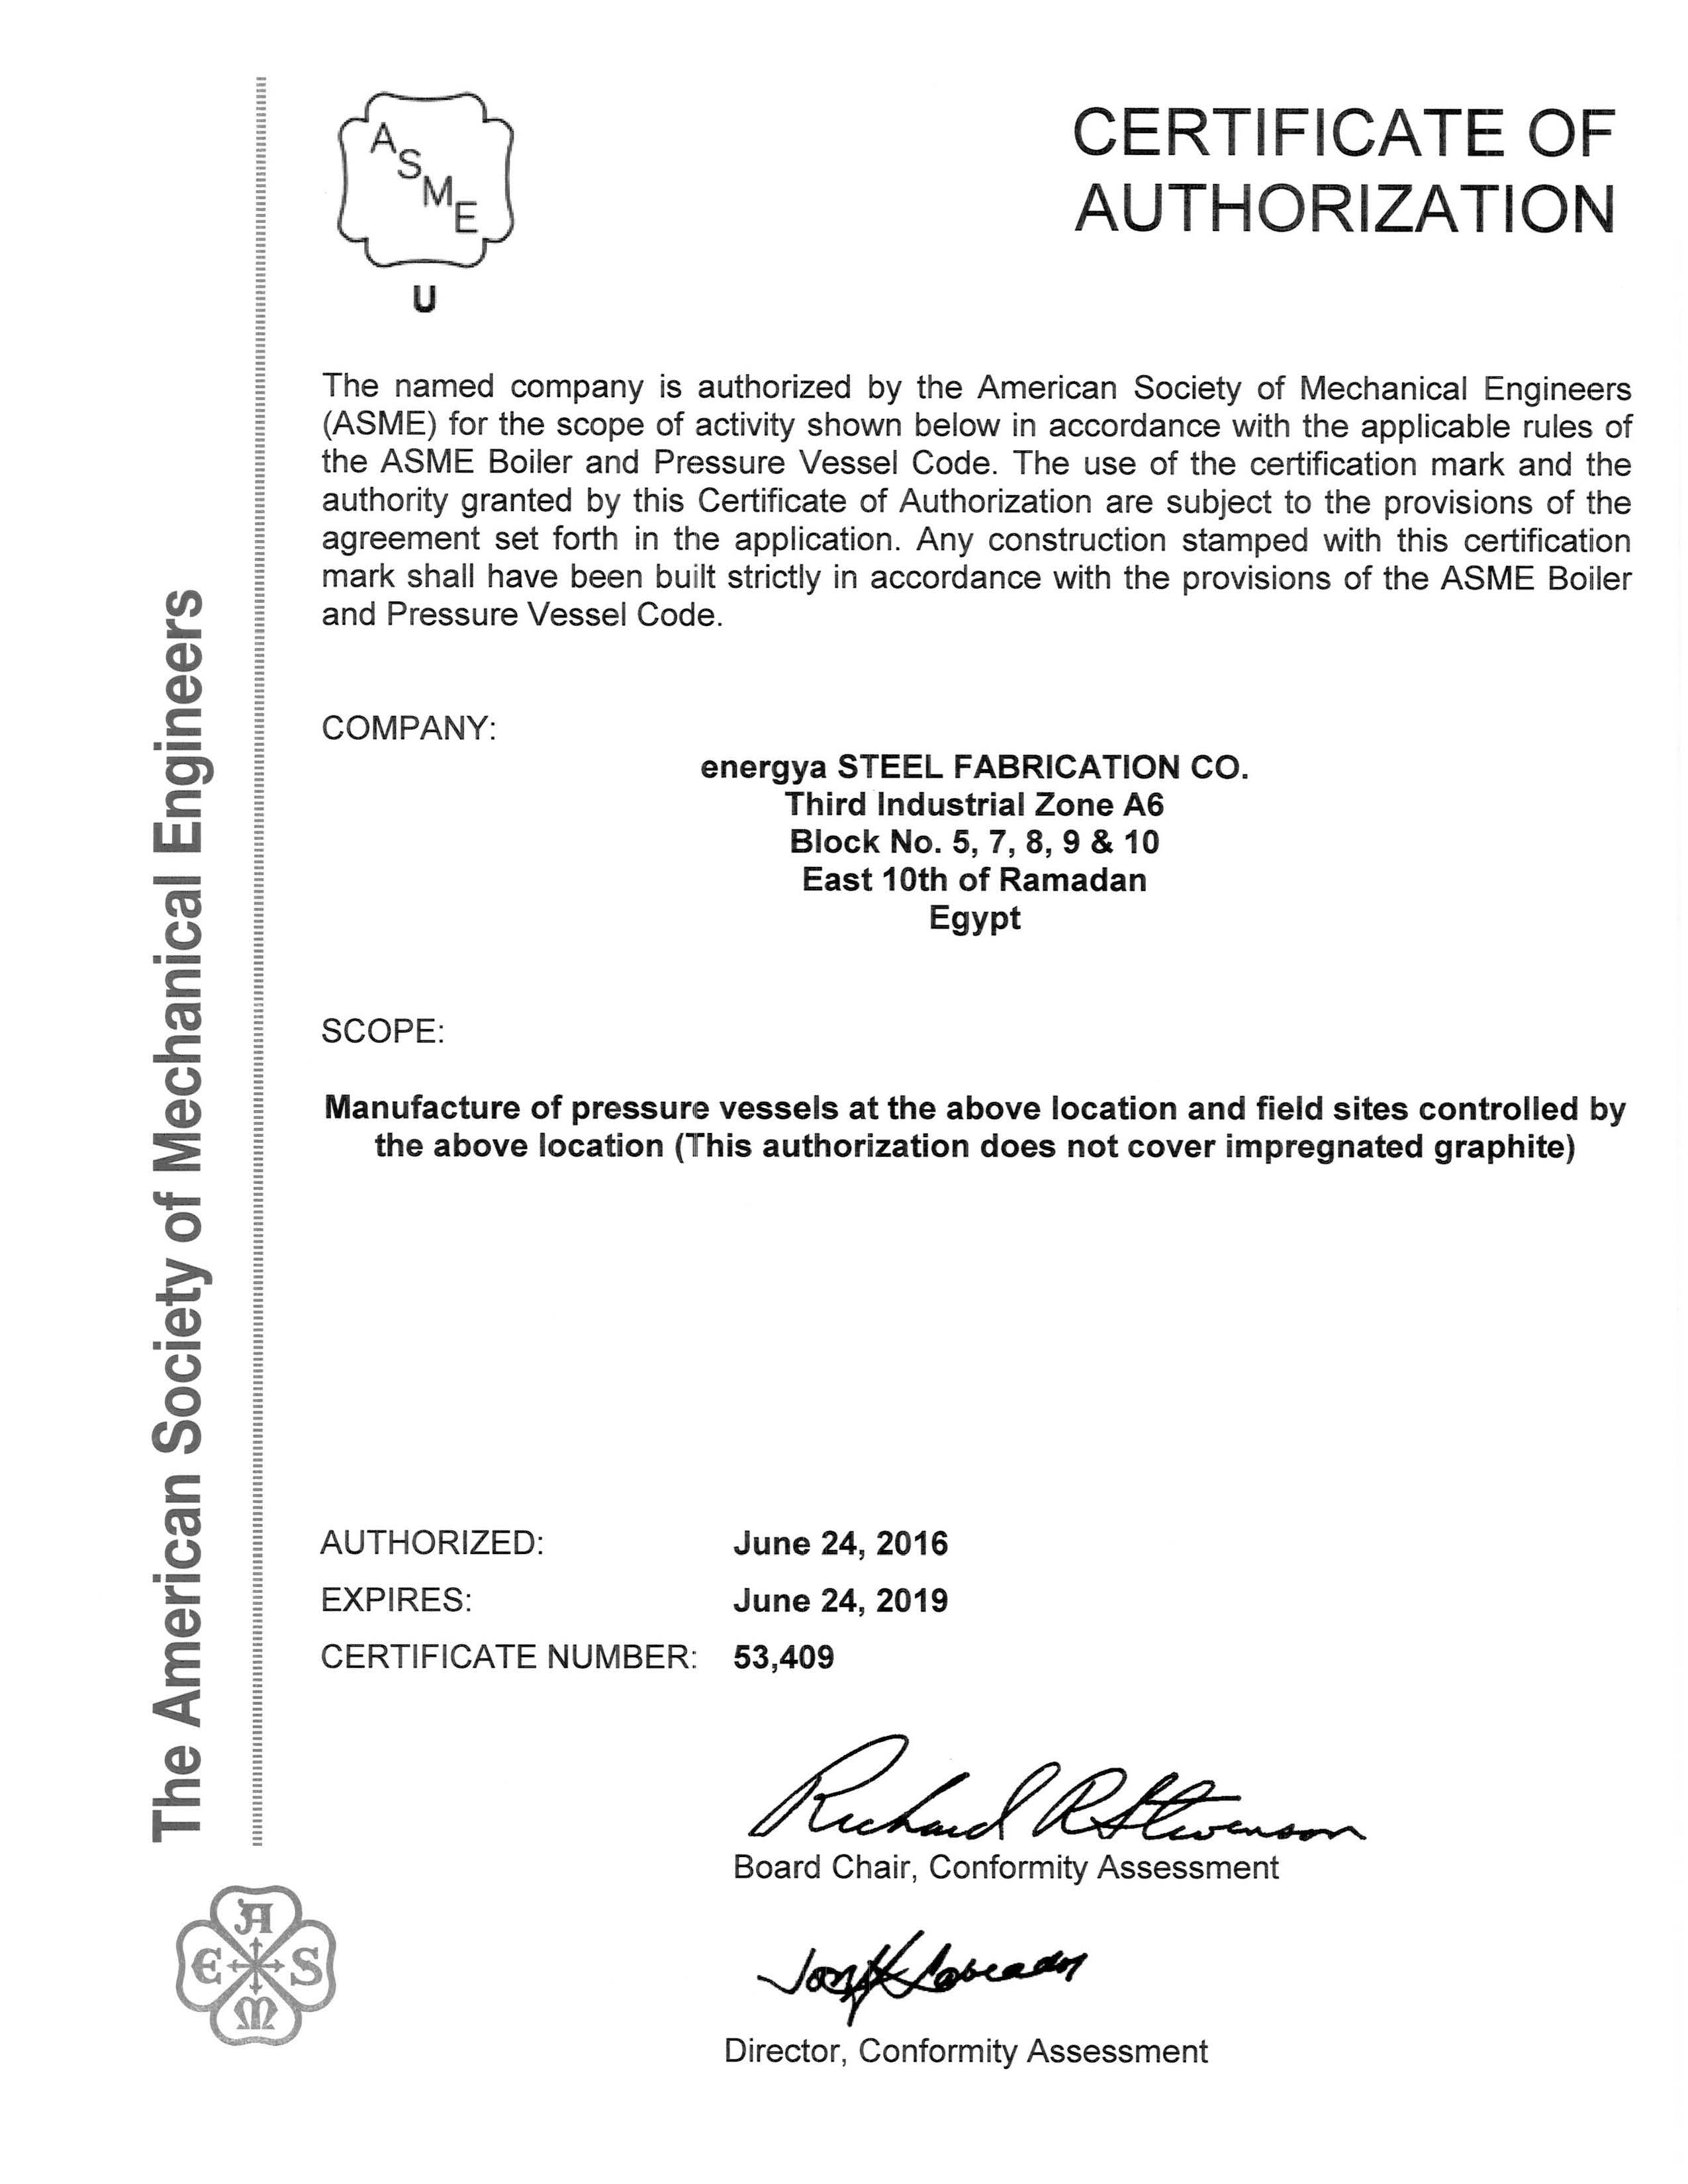 A
S
M
E
U
CERTIFICATE OF
AUTHORIZATION
The named company is authorized by the American Society of Mechanical Engineers
(ASME) for the scope of activity shown below in accordance with the applicable rules of
the ASME Boiler and Pressure Vessel Code. The use of the certification mark and the
authority granted by this Certificate of Authorization are subject to the provisions of the
agreement set forth in the application. Any construction stamped with this certification
mark shall have been built strictly in accordance with the provisions of the ASME Boiler
and Pressure Vessel Code.
COMPANY:
energya STEEL FABRICATION CO.
Third Industrial Zone A6
Block No. 5, 7, 8, 9 & 10
East 10th of Ramadan
Egypt
SCOPE:
Manufacture of pressure vessels at the above location and field sites controlled by
the above location (This authorization does not cover impregnated graphite)
AUTHORIZED: June 24, 2016
EXPIRES: June 24, 2019
CERTIFICATE NUMBER: 53,409
Richard R Stevenson
Board Chair, Conformity Assessment
Director, Conformity Assessment
The American Society of Mechanical Engineers
A
S
M
E